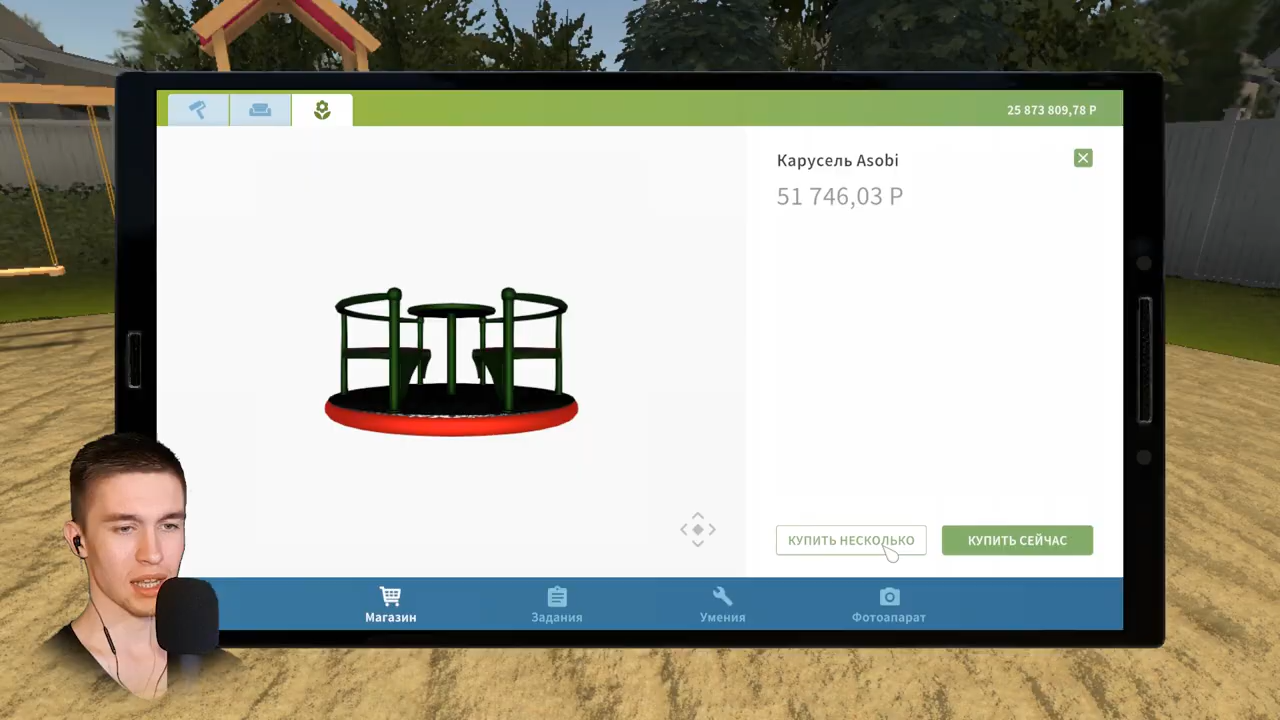 25 873 809,78 Р
Карусель Asobi
51 746,03 Р
КУПИТЬ НЕСКОЛЬКО
КУПИТЬ СЕЙЧАС
Магазин
Задания
Умения
Фотоапарат